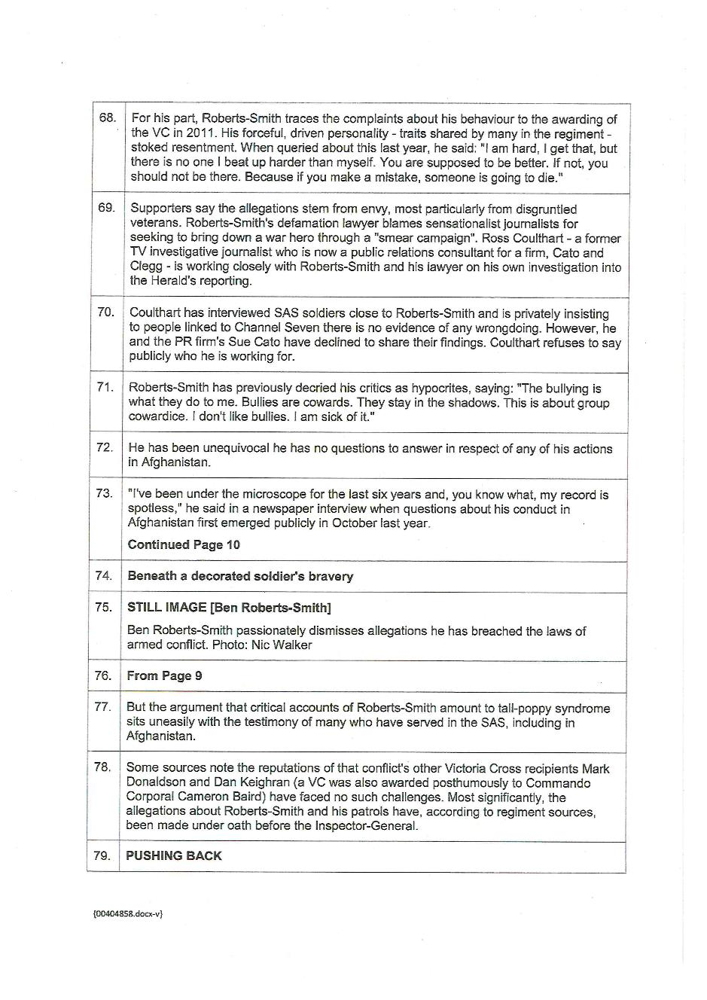 68. For his part, Roberts-Smith traces the complaints about his behaviour to the awarding of
the VC in 2011. His forceful, driven personality - traits shared by many in the regiment -
stoked resentment. When queried about this last year, he said: "I am hard, I get that, but
there is no one I beat up harder than myself. You are supposed to be better. If not, you
should not be there. Because if you make a mistake, someone is going to die."
69. Supporters say the allegations stem from envy, most particularly from disgruntled
veterans. Roberts-Smith's defamation lawyer blames sensationalist journalists for
seeking to bring down a war hero through a "smear campaign". Ross Coulthart - a former
TV investigative journalist who is now a public relations consultant for a firm, Cato and
Clegg - is working closely with Roberts-Smith and his lawyer on his own investigation into
the Herald's reporting.
70. Coulthart has interviewed SAS soldiers close to Roberts-Smith and is privately insisting
to people linked to Channel Seven there is no evidence of any wrongdoing. However, he
and the PR firm's Sue Cato have declined to share their findings. Coulthart refuses to say
publicly who he is working for.
71. Roberts-Smith has previously decried his critics as hypocrites, saying: "The bullying is
what they do to me. Bullies are cowards. They stay in the shadows. This is about group
cowardice. I don't like bullies. I am sick of it."
72. He has been unequivocal he has no questions to answer in respect of any of his actions
in Afghanistan.
73. "I've been under the microscope for the last six years and, you know what, my record is
spotless," he said in a newspaper interview when questions about his conduct in
Afghanistan first emerged publicly in October last year.
Continued Page 10
74. Beneath a decorated soldier's bravery
75. STILL IMAGE [Ben Roberts-Smith]
Ben Roberts-Smith passionately dismisses allegations he has breached the laws of
armed conflict. Photo: Nic Walker
76. From Page 9
77. But the argument that critical accounts of Roberts-Smith amount to tall-poppy syndrome
sits uneasily with the testimony of many who have served in the SAS, including in
Afghanistan.
78. Some sources note the reputations of that conflict's other Victoria Cross recipients Mark
Donaldson and Dan Keighran (a VC was also awarded posthumously to Commando
Corporal Cameron Baird) have faced no such challenges. Most significantly, the
allegations about Roberts-Smith and his patrols have, according to regiment sources,
been made under oath before the Inspector-General.
79. PUSHING BACK
{00404858.docx-v}